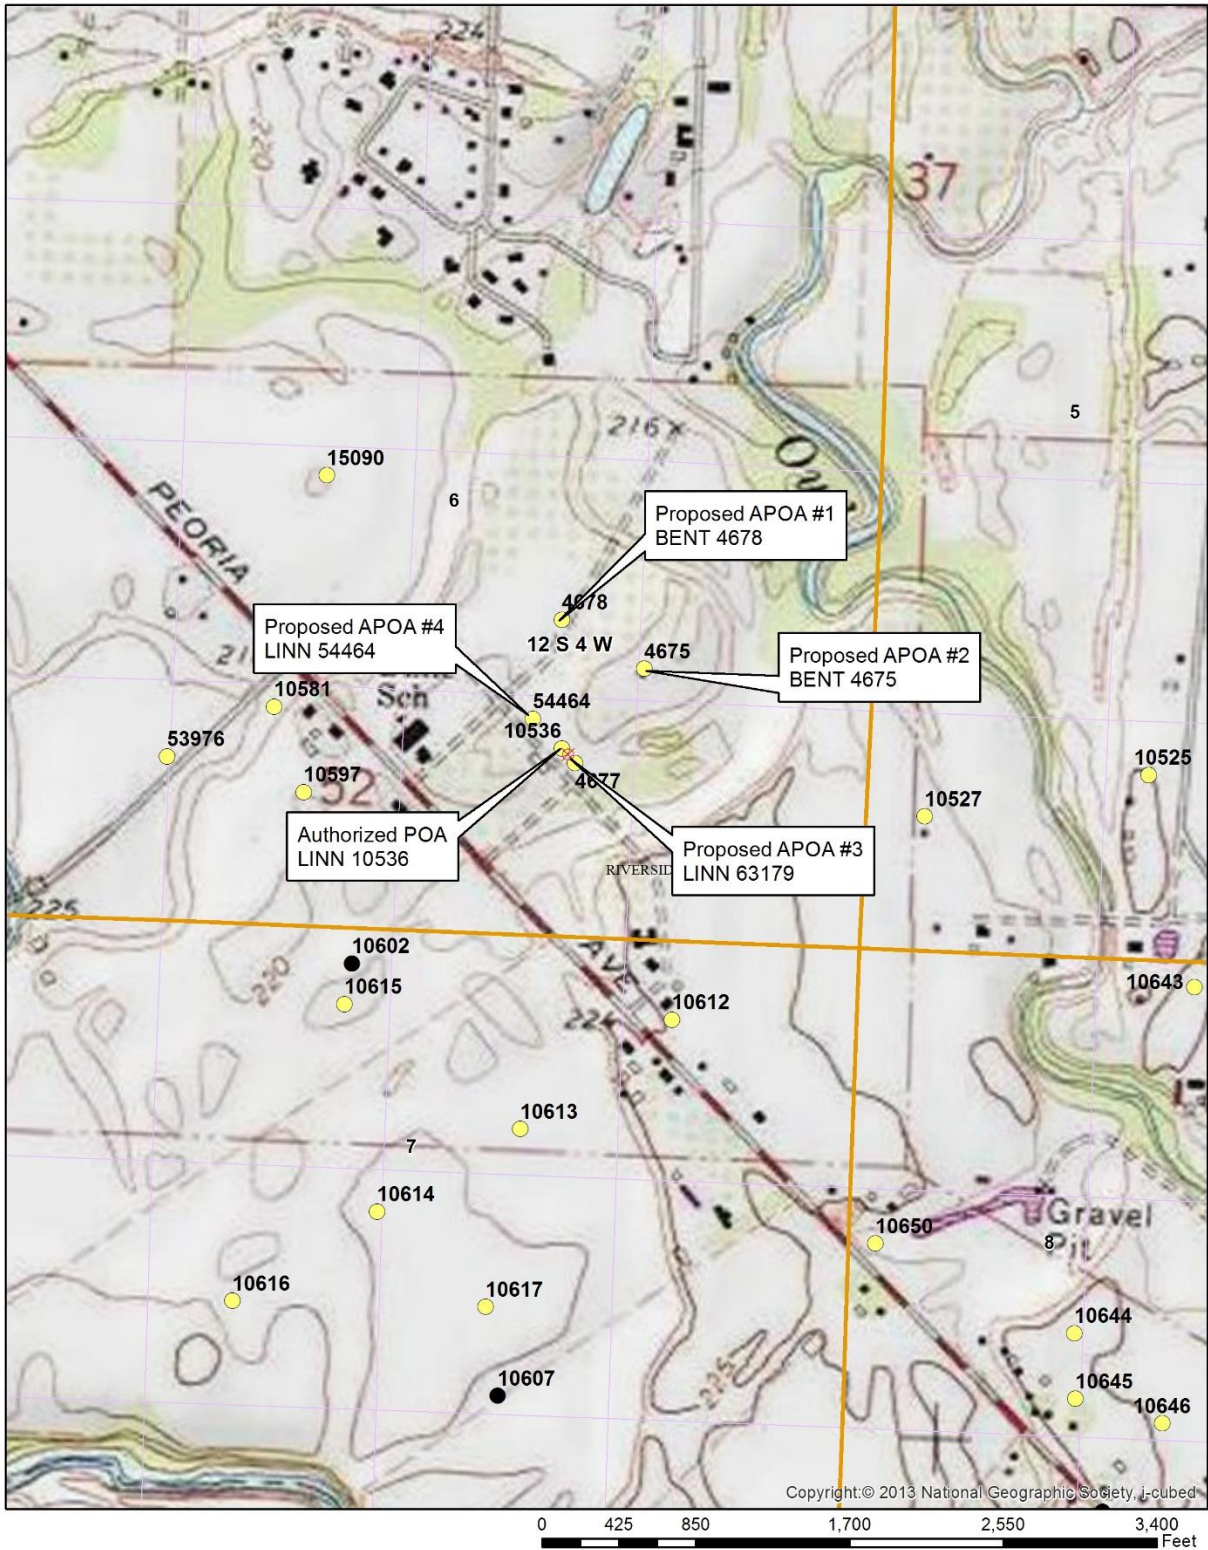 224
220
37
5
15090
216
6
PEORIA
Proposed APOA #1
BENT 4678
4678
12 S 4 W
Proposed APOA #4
LINN 54464
4675
Proposed APOA #2
BENT 4675
Sch
54464
10581
10536
53976
4677
10525
10597
32
10527
Authorized POA
LINN 10536
Proposed APOA #3
LINN 63179
RIVERSID
225
AVE
10602
220
10615
10643
10612
224
10613
7
10614
10650
Gravel
Pit
8
10616
10617
10644
10607
225
10645
10646
Copyright:© 2013 National Geographic Society, i-cubed
0 425 850 1,700 2,550 3,400
Feet